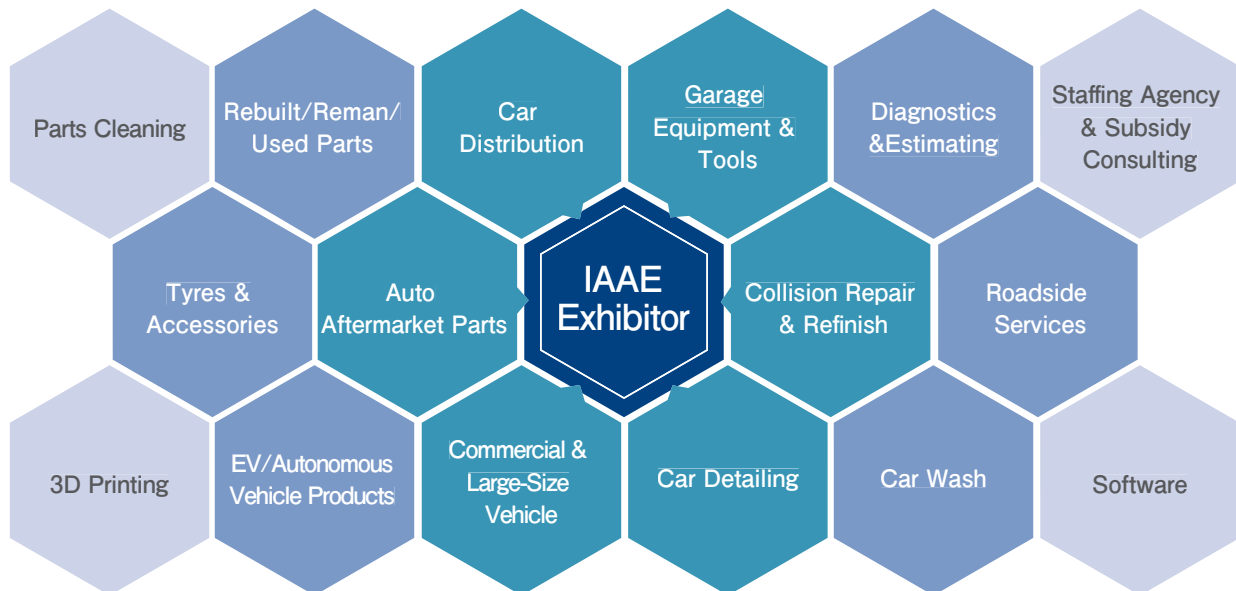 Parts Cleaning
Rebuilt/Reman/
Used Parts
Car
Distribution
Garage
Equipment &
Tools
Diagnostics
&Estimating
Staffing Agency
& Subsidy
Consulting
Tyres &
Accessories
Auto
Aftermarket Parts
IAAE
Exhibitor
Collision Repair
& Refinish
Roadside
Services
3D Printing
EV/Autonomous
Vehicle Products
Commercial &
Large-Size
Vehicle
Car Detailing
Car Wash
Software